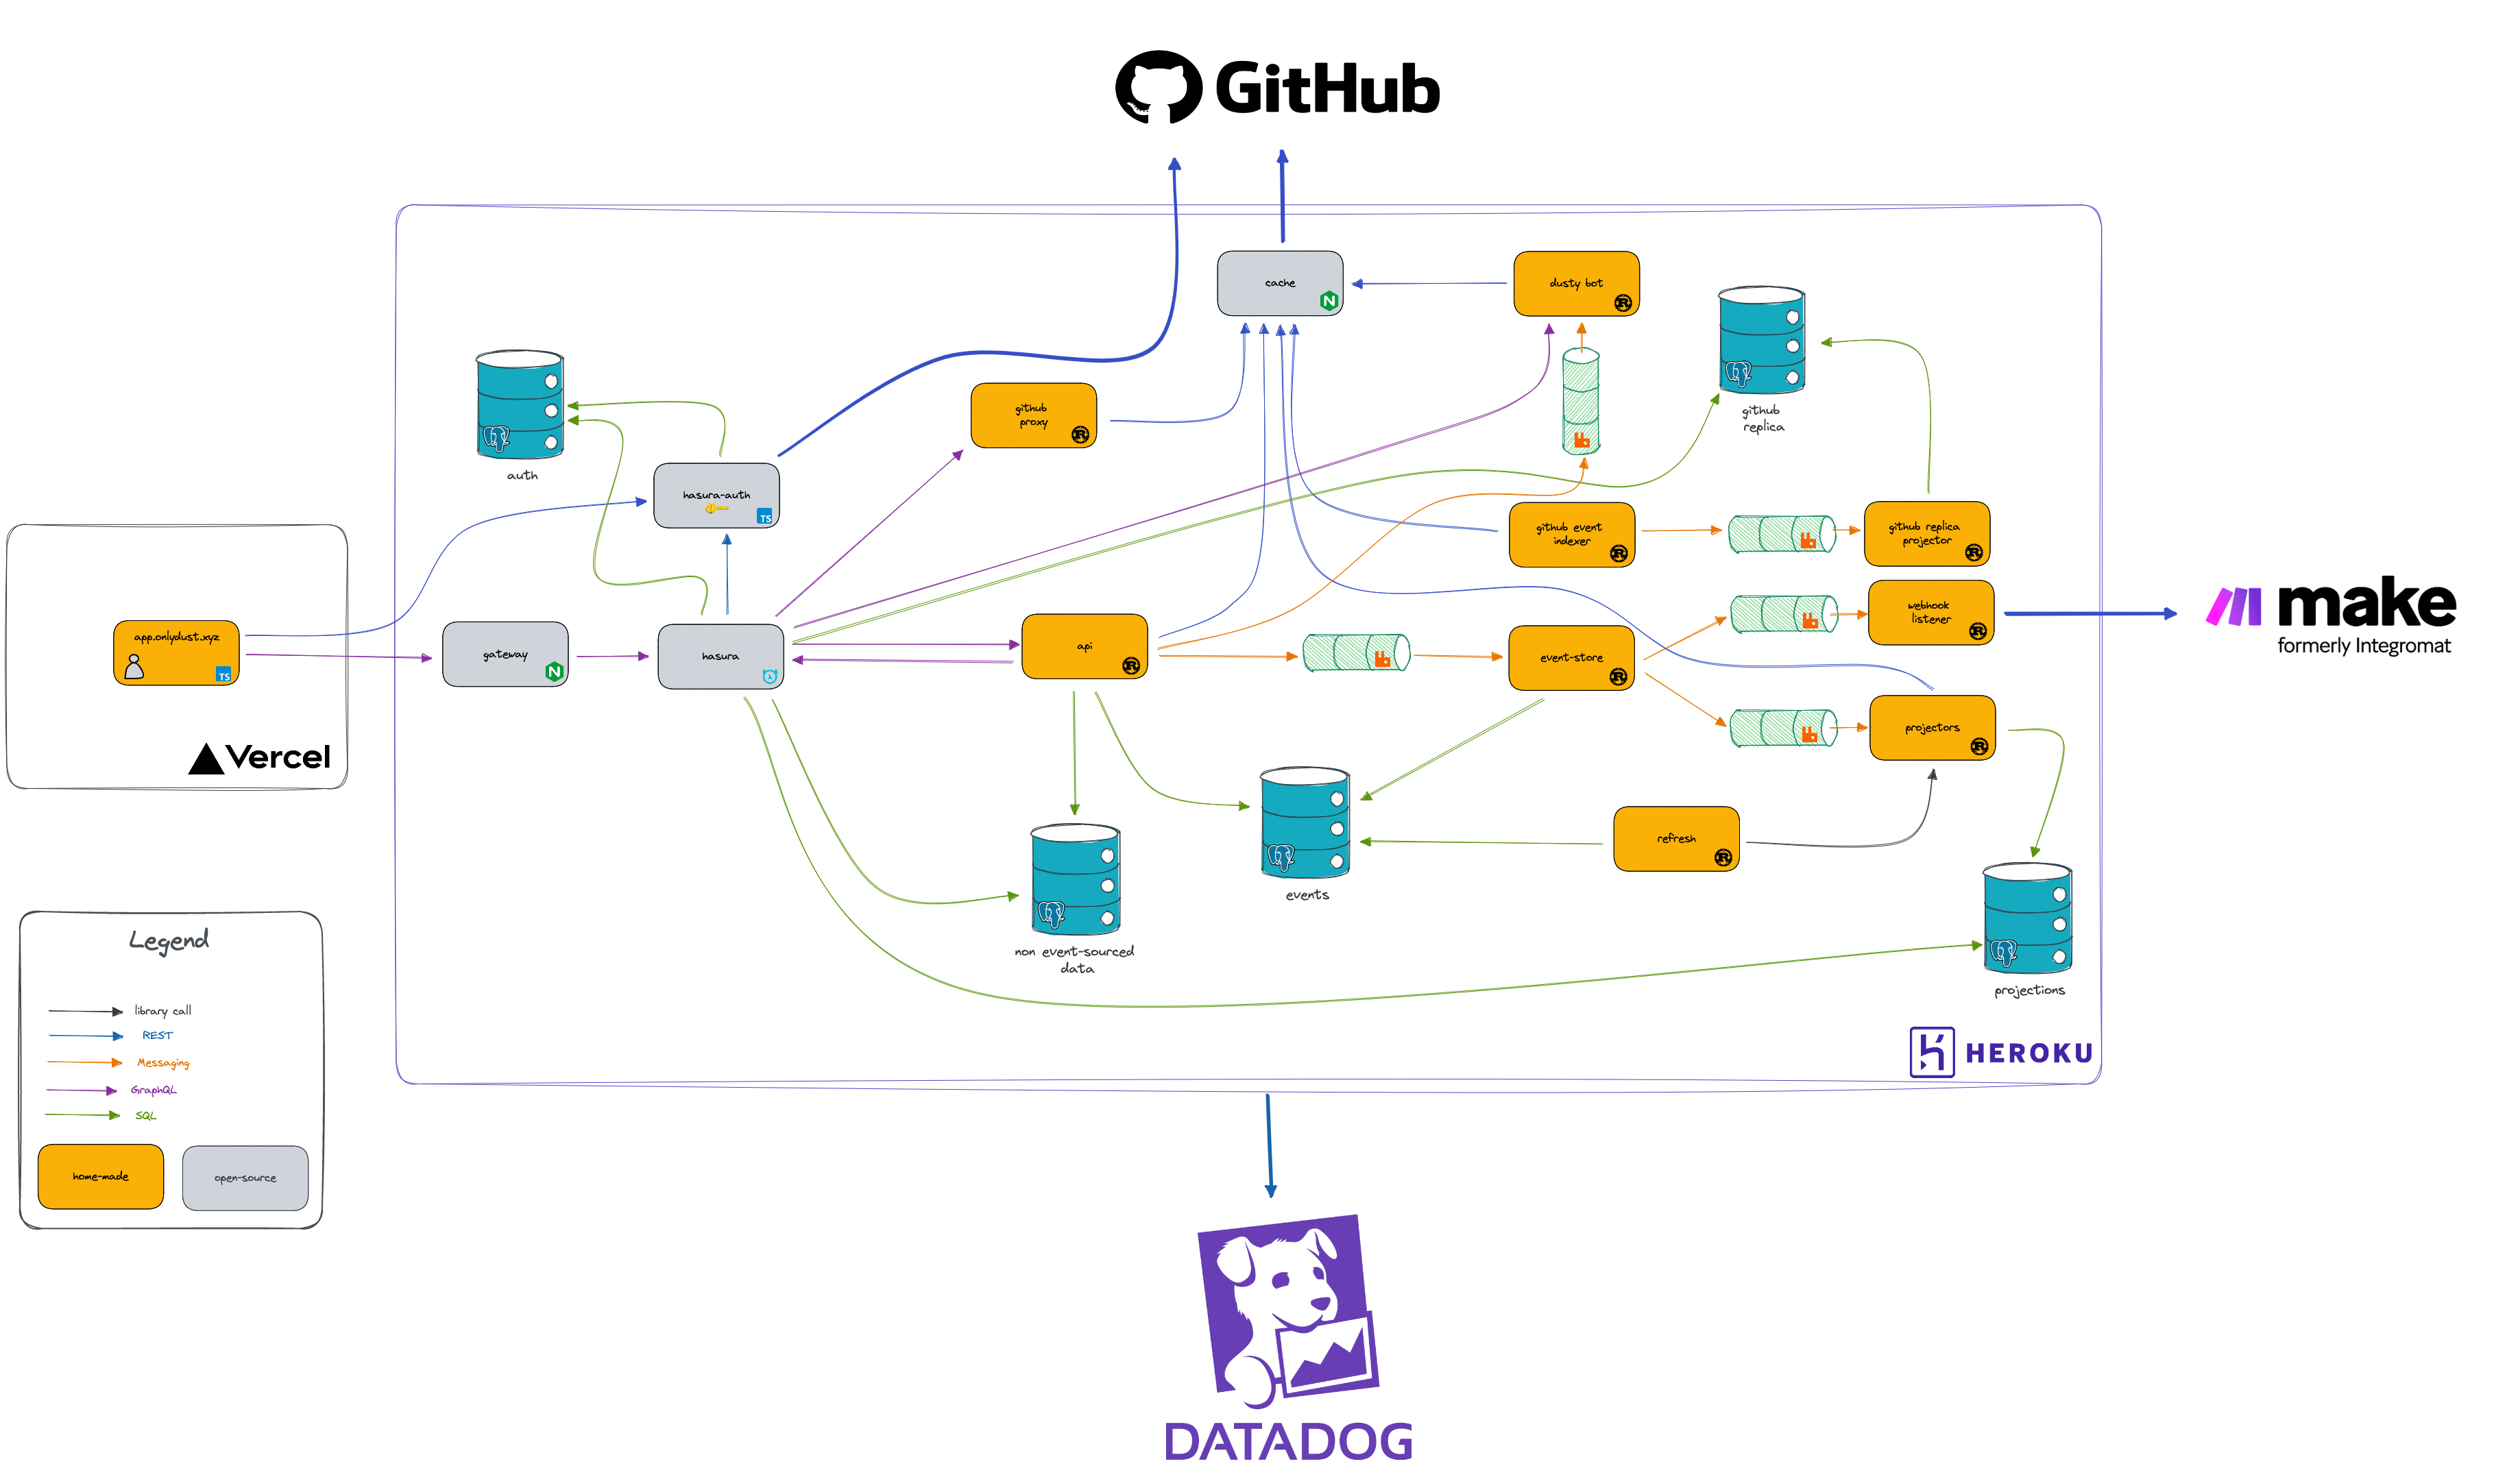 GitHub
cache
dusty bot
github
replica
auth
github
proxy
hasura-auth
TS
github event
indexer
github replica
projector
app.onlydust.xyz
TS
gateway
hasura
api
event-store
webhook
listener
make
formerly Integromat
projectors
Vercel
refresh
events
non event-sourced
data
projections
HEROKU
Legend
library call
REST
Messaging
GraphQL
SQL
home-made
open-source
DATADOG